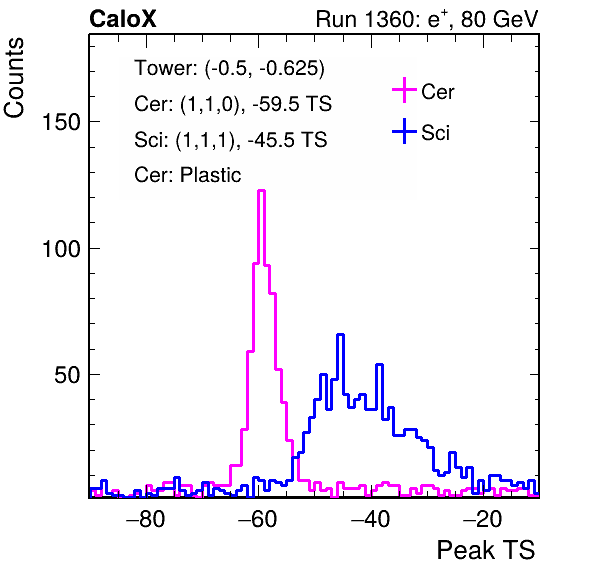 CaloX Run 1360: e⁺, 80 GeV
Counts
Tower: (-0.5, -0.625)
Cer: (1,1,0), -59.5 TS
Sci: (1,1,1), -45.5 TS
Cer: Plastic
Cer
Sci
150
100
50
−80 −60 −40 −20
Peak TS